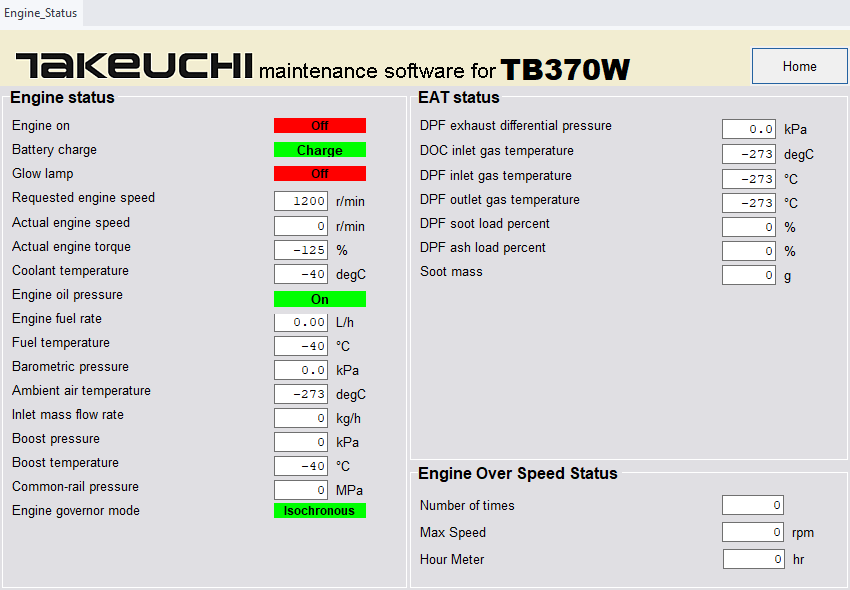 Engine_Status
TAKEUCHI maintenance software for TB370W
Home
Engine status
Engine on Off
Battery charge Charge
Glow lamp Off
Requested engine speed 1200 r/min
Actual engine speed 0 r/min
Actual engine torque -125 %
Coolant temperature -40 degC
Engine oil pressure On
Engine fuel rate 0.00 L/h
Fuel temperature -40 °C
Barometric pressure 0.0 kPa
Ambient air temperature -273 degC
Inlet mass flow rate 0 kg/h
Boost pressure 0 kPa
Boost temperature -40 °C
Common-rail pressure 0 MPa
Engine governor mode Isochronous
EAT status
DPF exhaust differential pressure 0.0 kPa
DOC inlet gas temperature -273 degC
DPF inlet gas temperature -273 °C
DPF outlet gas temperature -273 °C
DPF soot load percent 0 %
DPF ash load percent 0 %
Soot mass 0 g
Engine Over Speed Status
Number of times 0
Max Speed 0 rpm
Hour Meter 0 hr